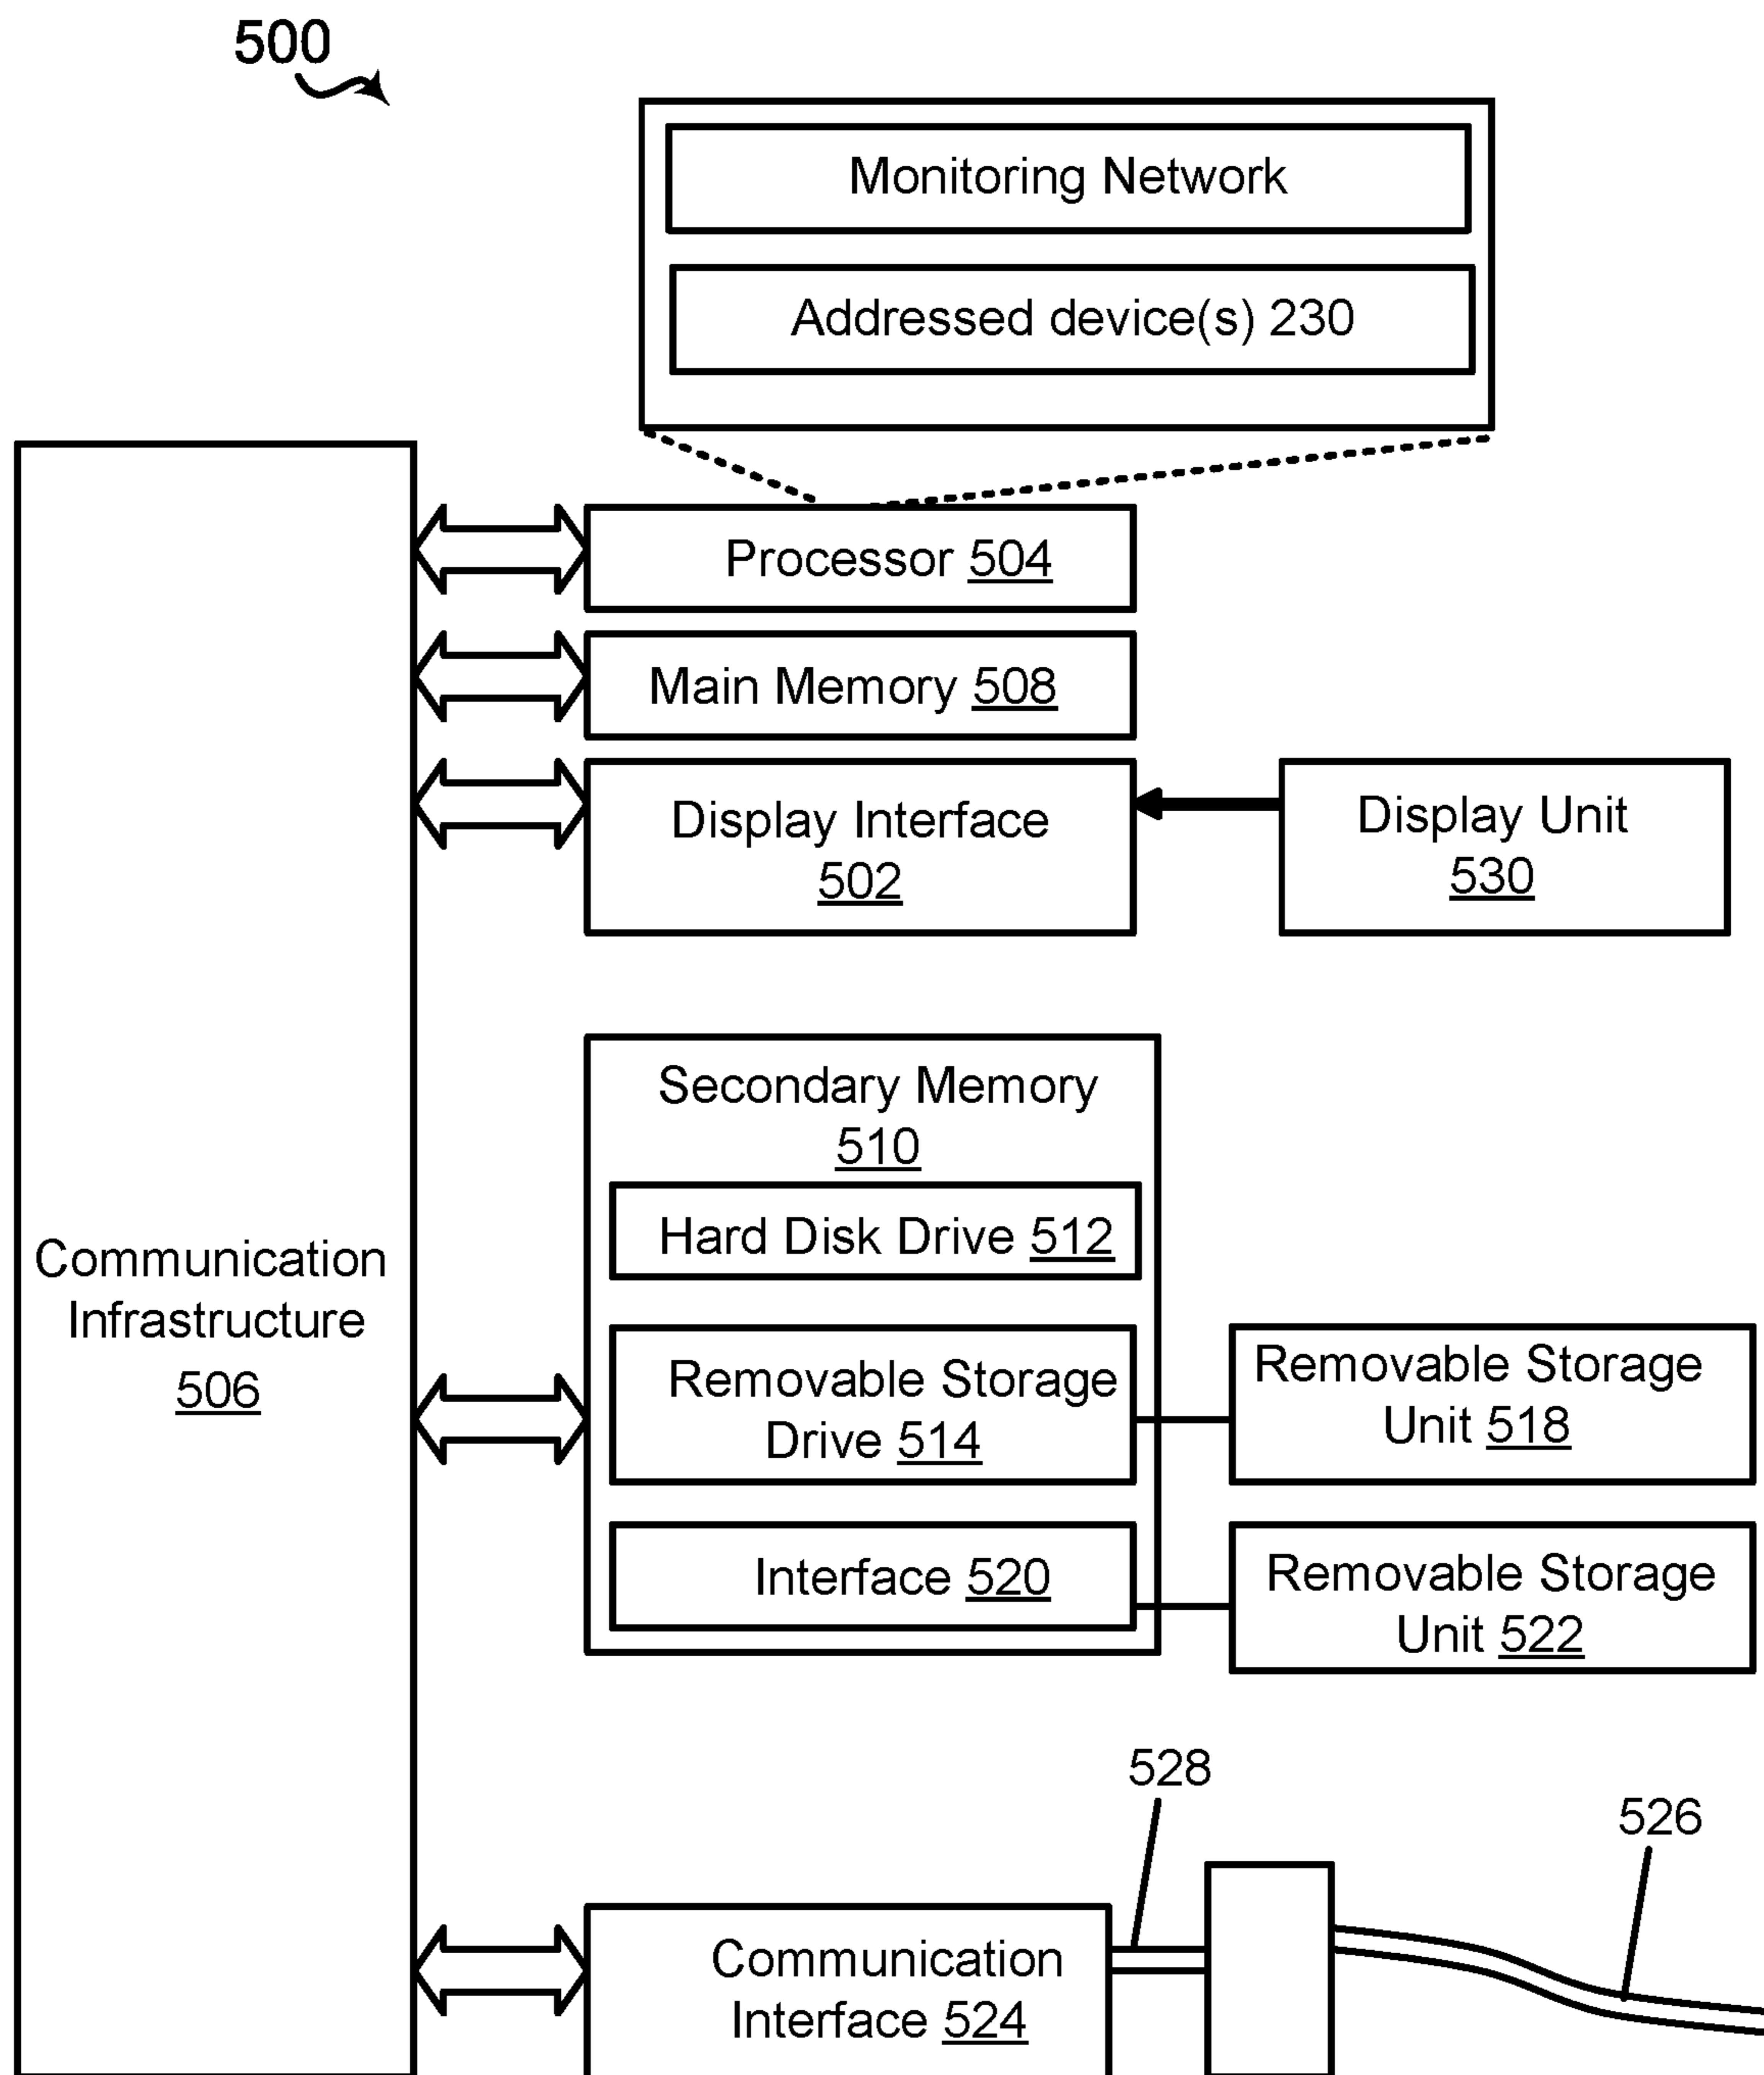 500
Monitoring Network
Addressed device(s) 230
Processor 504
Main Memory 508
Display Interface
502
Display Unit
530
Secondary Memory
510
Hard Disk Drive 512
Communication
Infrastructure
506
Removable Storage
Drive 514
Removable Storage
Unit 518
Interface 520
Removable Storage
Unit 522
528
526
Communication
Interface 524